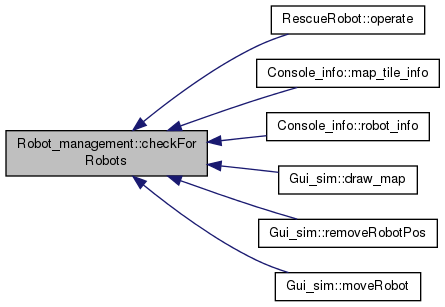 RescueRobot::operate
Console_info::map_tile_info
Console_info::robot_info
Robot_management::checkFor
Robots
Gui_sim::draw_map
Gui_sim::removeRobotPos
Gui_sim::moveRobot